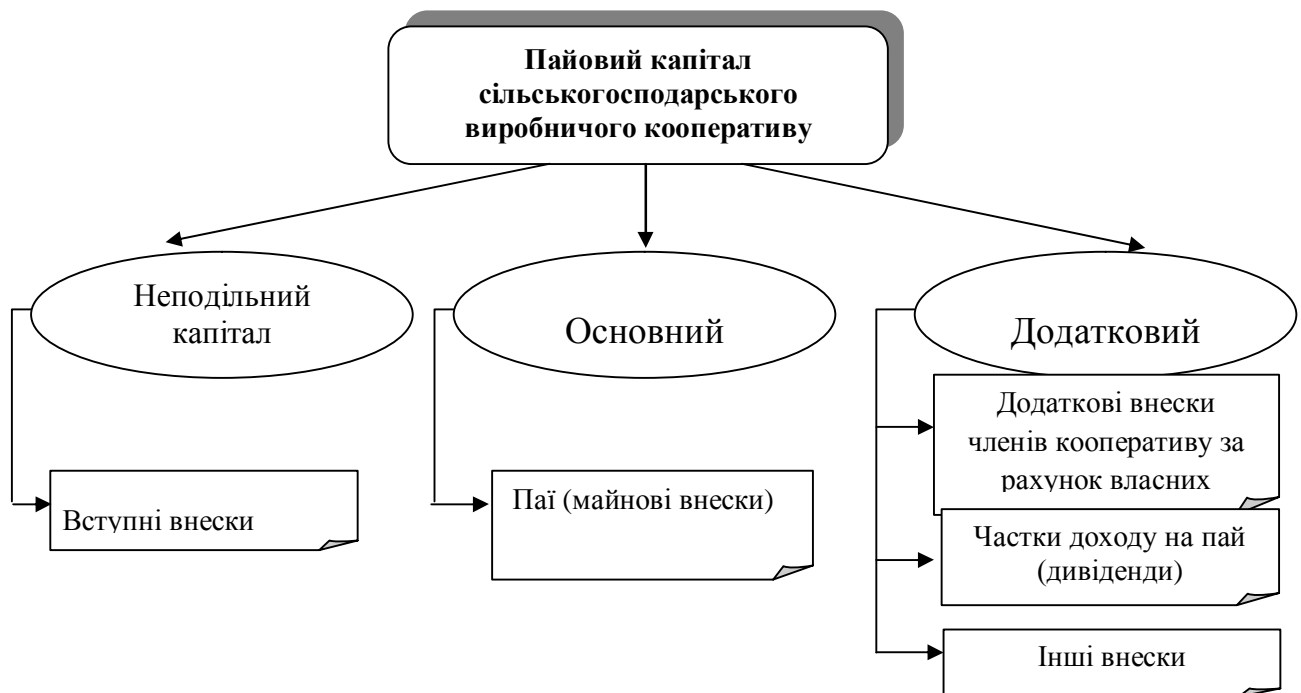 Пайовий капітал
сільськогосподарського
виробничого кооперативу
Неподільний
капітал
Основний
Додатковий
Вступні внески
Паї (майнові внески)
Додаткові внески
членів кооперативу за
рахунок власних
Частки доходу на пай
(дивіденди)
Інші внески